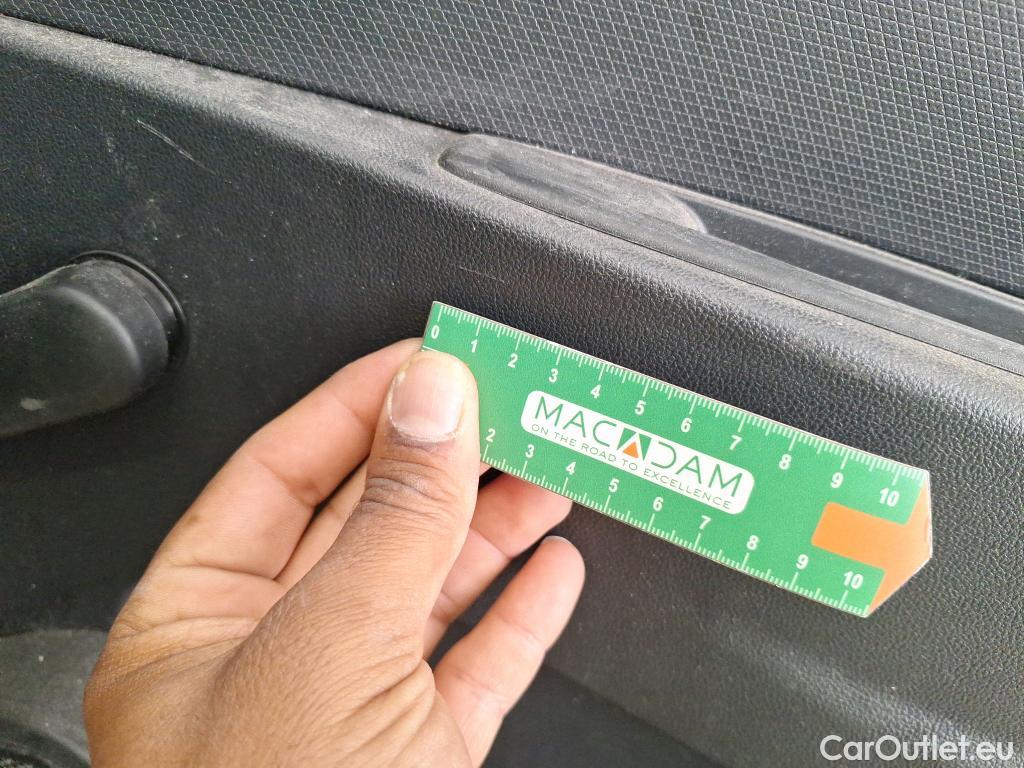 0 1 2 3 4 5 6 7 8 9 10
MACADAM
ON THE ROAD TO EXCELLENCE
2 3 4 5 6 7 8 9 10
CarOutlet.eu